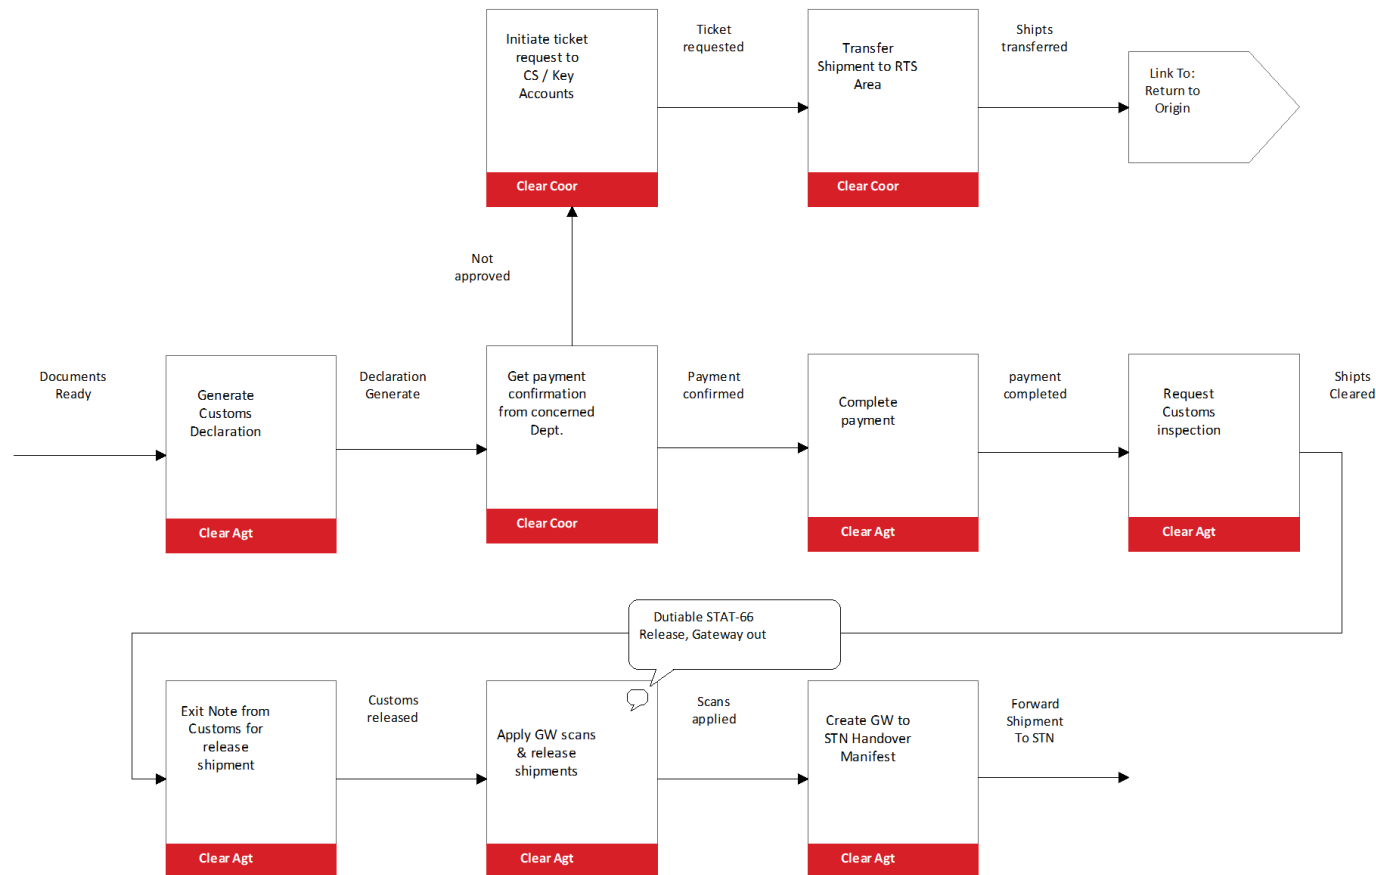 Initiate ticket
request to
CS / Key
Accounts
Clear Coor
Ticket
requested
Transfer
Shipment to RTS
Area
Clear Coor
Shipts
transferred
Link To:
Return to
Origin
Not
approved
Documents
Ready
Generate
Customs
Declaration
Clear Agt
Declaration
Generate
Get payment
confirmation
from concerned
Dept.
Clear Coor
Payment
confirmed
Complete
payment
Clear Agt
payment
completed
Request
Customs
inspection
Clear Agt
Shipts
Cleared
Dutiable STAT-66
Release, Gateway out
Exit Note from
Customs for
release
shipment
Clear Agt
Customs
released
Apply GW scans
& release
shipments
Clear Agt
Scans
applied
Create GW to
STN Handover
Manifest
Clear Agt
Forward
Shipment
To STN